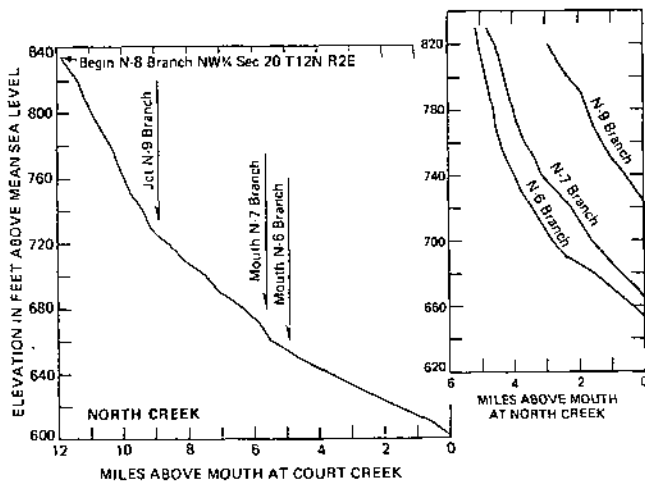 ELEVATION IN FEET ABOVE MEAN SEA LEVEL
840
800
760
720
680
640
600
Begin N-8 Branch NW¼ Sec 20 T12N R2E
Jct N-9 Branch
Mouth N-7 Branch
Mouth N-6 Branch
NORTH CREEK
12 10 8 6 4 2 0
MILES ABOVE MOUTH AT COURT CREEK
820
780
740
700
660
620
N-9 Branch
N-7 Branch
N-6 Branch
6 4 2 0
MILES ABOVE MOUTH
AT NORTH CREEK